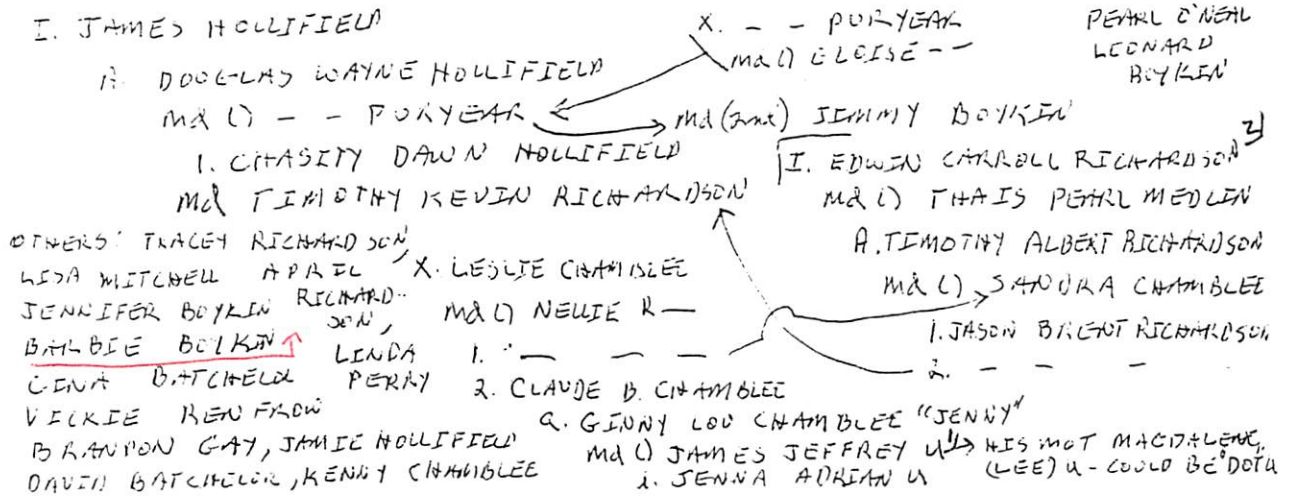 I. JAMES HOLLIFIELD
A. DOUGLAS WAYNE HOLLIFIELD
md () - - PURYEAR
1. CHASITY DAWN HOLLIFIELD
md TIMOTHY KEVIN RICHARDSON
X. - - PURYEAR
md () ELOISE - -
PEARL O'NEAL
LEONARD
BOYKIN
md (2nd) JIMMY BOYKIN
I. EDWIN CARROLL RICHARDSON
md () THAIS PEARL MEDLIN
A. TIMOTHY ALBERT RICHARDSON
md () SANDRA CHAMBLEE
1. JASON BRENT RICHARDSON
2. - - -
OTHERS: TRACEY RICHARDSON,
LISA MITCHELL APRIL
JENNIFER BOYKIN RICHARD-
SON,
BARBIE BOYKIN
LINDA
PERRY
BATCHELOR
VICKIE RENFROW
BRANDON GAY, JAMIE HOLLIFIELD
DAVID BATCHELOR, KENNY CHAMBLEE
X. LESLIE CHAMBLEE
md () NELLIE R -
1. - - -
2. CLAUDE B. CHAMBLEE
a. GINNY LOU CHAMBLEE "JENNY"
md () JAMES JEFFREY U
i. JENNA ADRIAN U
HIS MOT MAGDALENE
(LEE) U - COULD BE